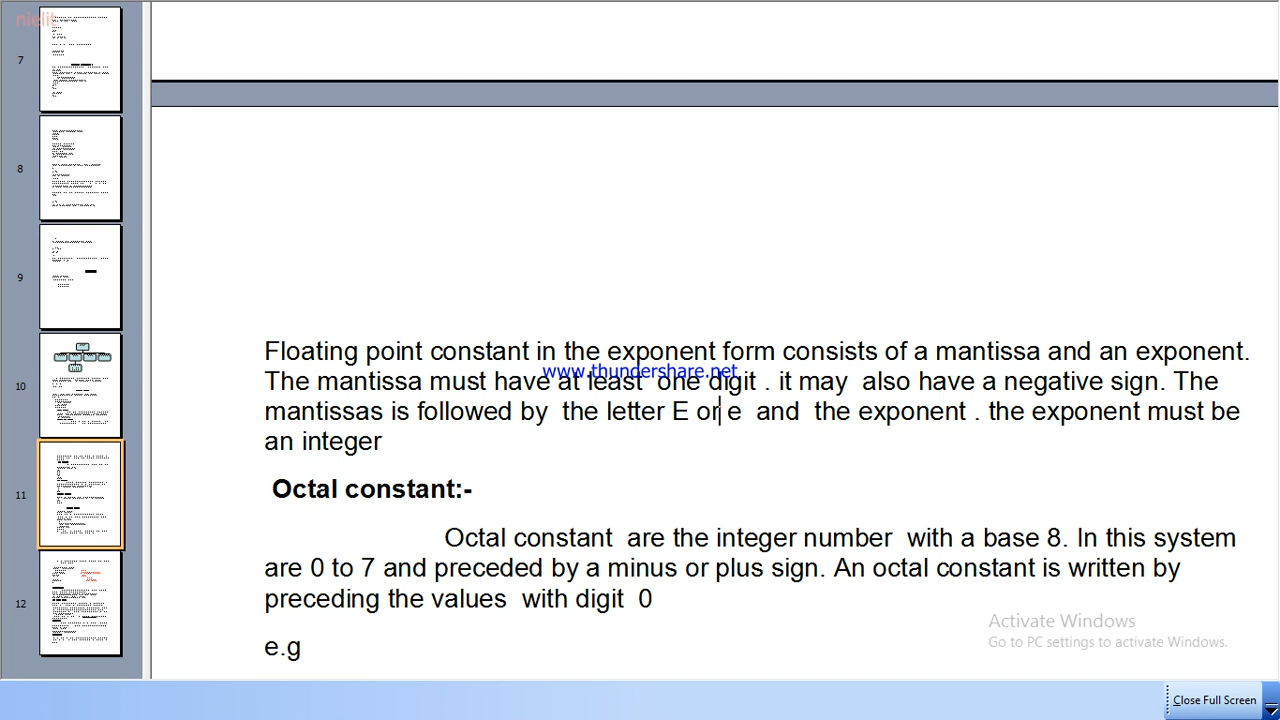 nielit
7
8
9
10
11
12
Floating point constant in the exponent form consists of a mantissa and an exponent.
www.thundershare.net
The mantissa must have at least one digit . it may also have a negative sign. The
mantissas is followed by the letter E or e and the exponent . the exponent must be
an integer
Octal constant:-
Octal constant are the integer number with a base 8. In this system
are 0 to 7 and preceded by a minus or plus sign. An octal constant is written by
preceding the values with digit 0
e.g
Activate Windows
Go to PC settings to activate Windows.
Close Full Screen